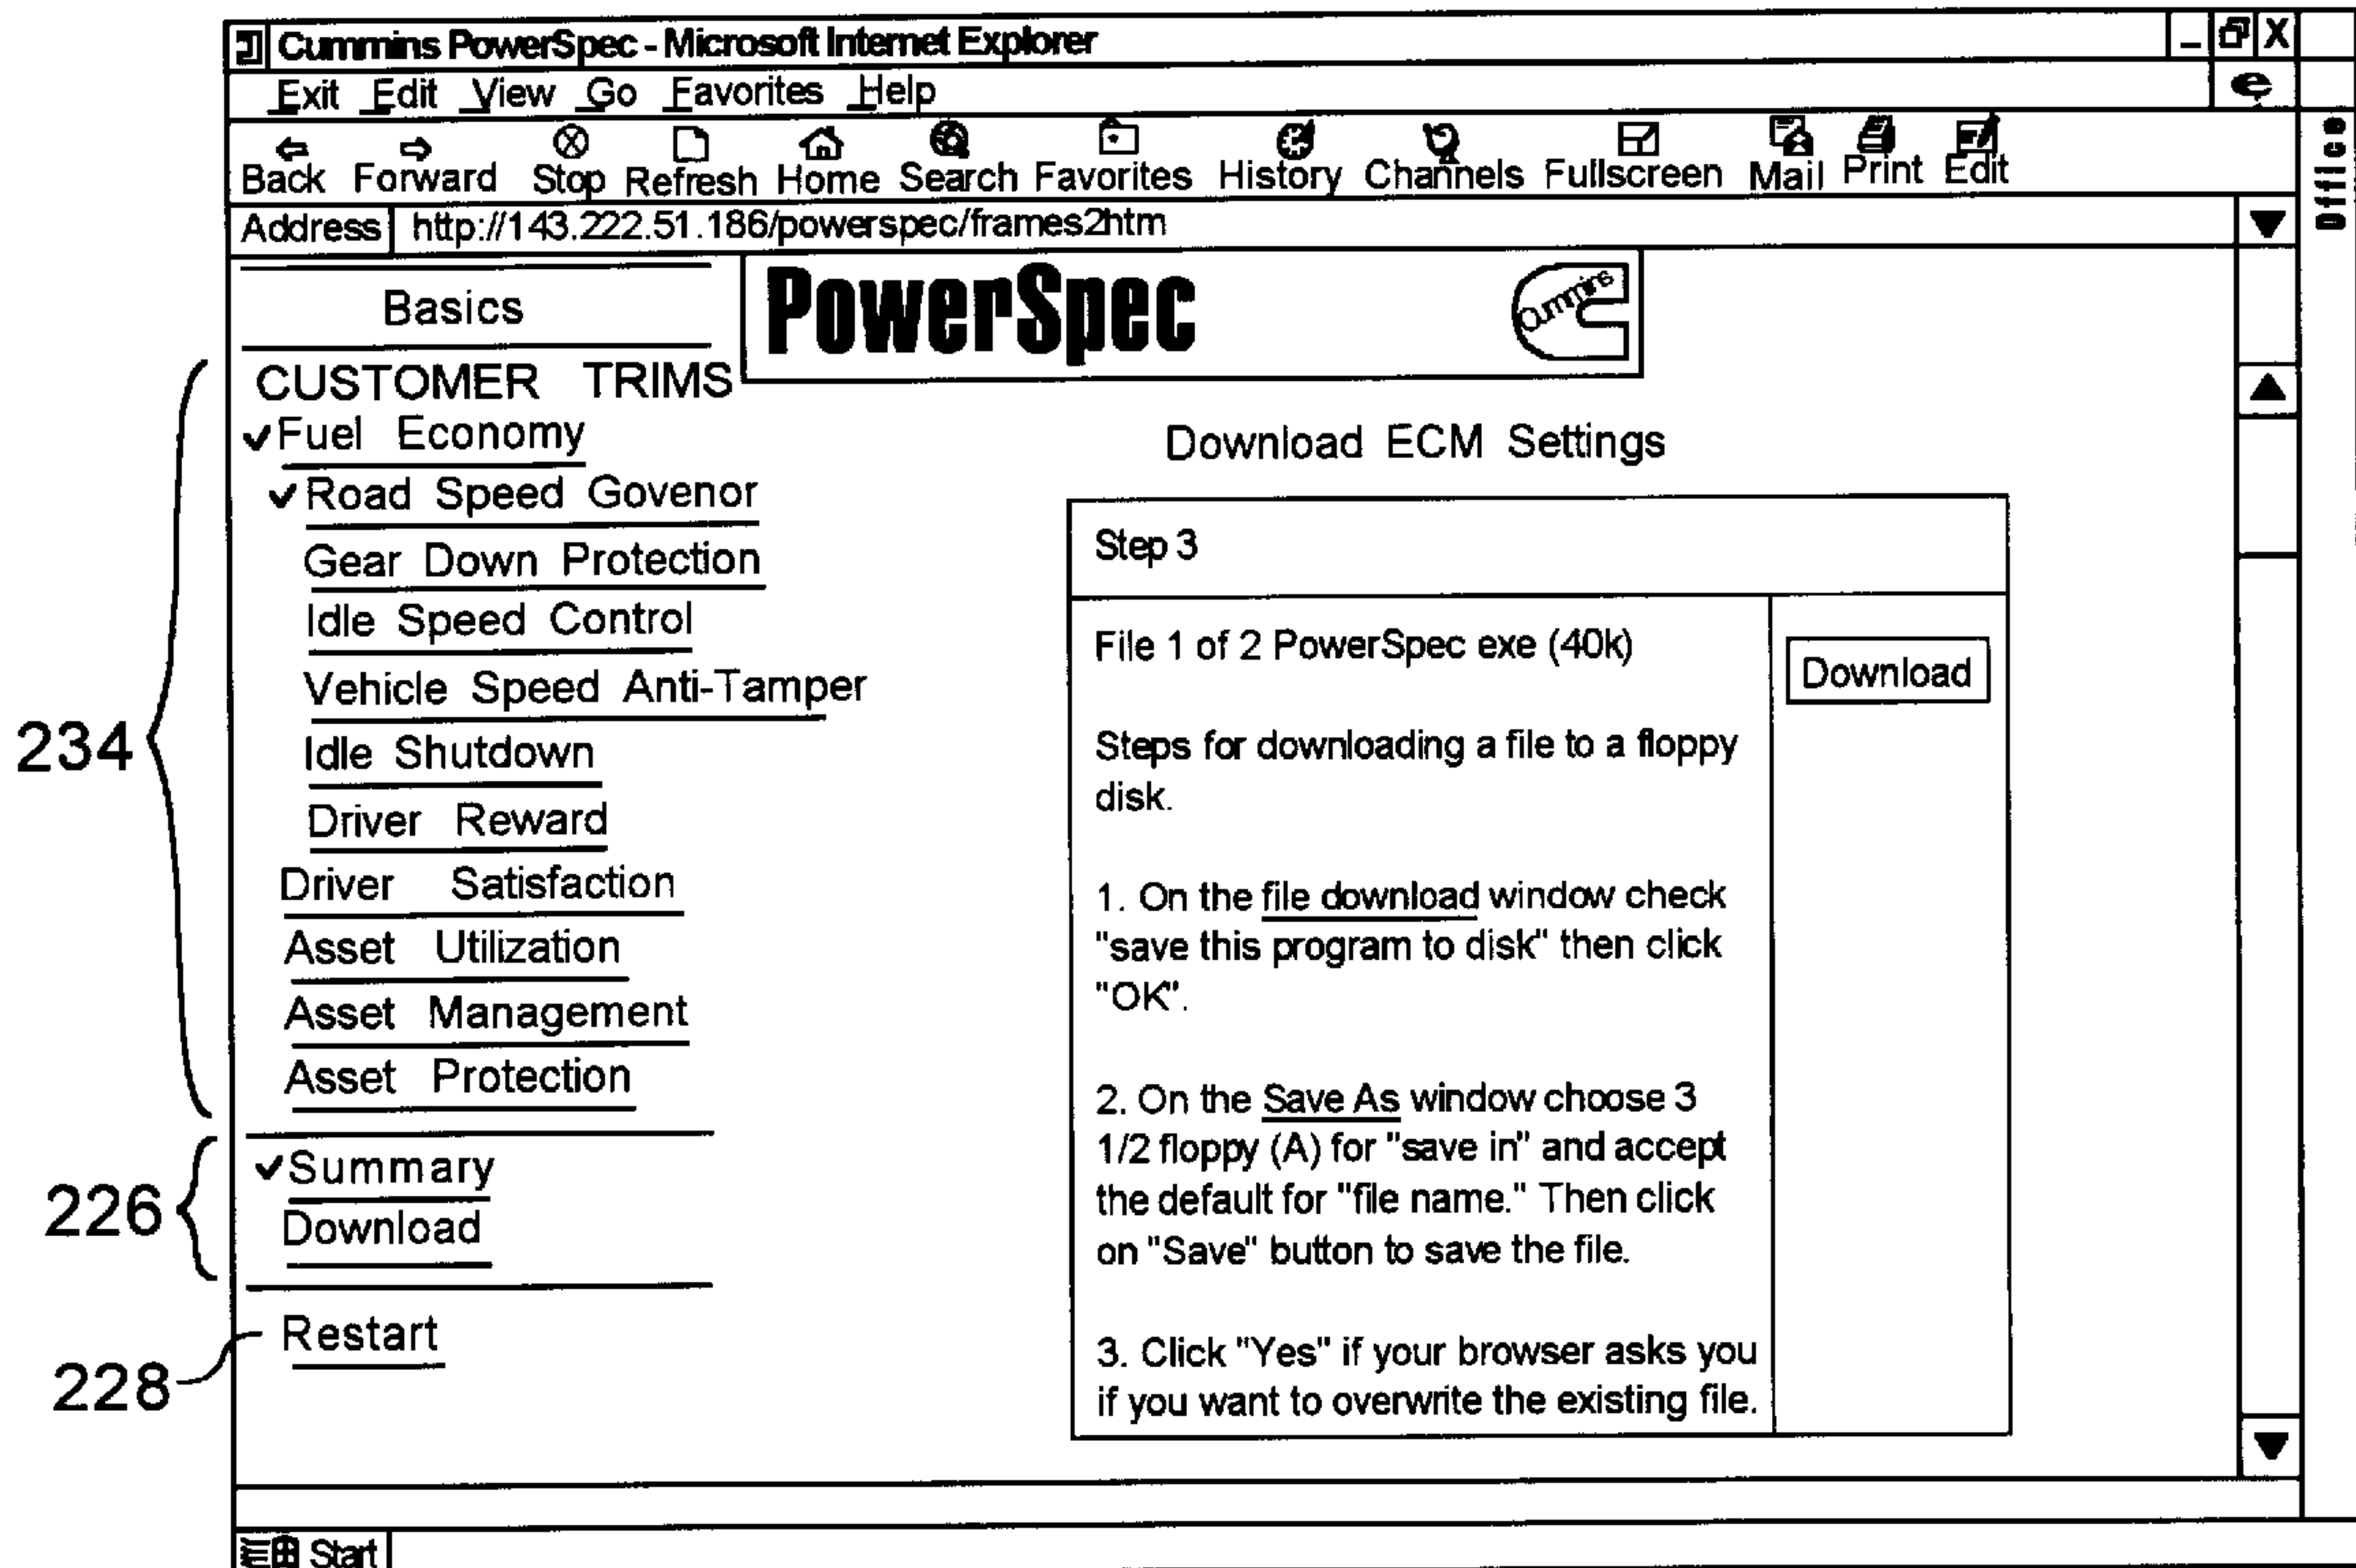 Cummins PowerSpec - Microsoft Internet Explorer
Exit Edit View Go Favorites Help
Back Forward Stop Refresh Home Search Favorites History Channels Fullscreen Mail Print Edit
Office
Address http://143.222.51.186/powerspec/frames2htm
Basics
PowerSpec
Cummins
CUSTOMER TRIMS
✓Fuel Economy
✓Road Speed Govenor
Gear Down Protection
Idle Speed Control
Vehicle Speed Anti-Tamper
Idle Shutdown
Driver Reward
Driver Satisfaction
Asset Utilization
Asset Management
Asset Protection
234
✓Summary
Download
226
Restart
228
Download ECM Settings
Step 3
File 1 of 2 PowerSpec exe (40k)
Download
Steps for downloading a file to a floppy
disk.
1. On the file download window check
"save this program to disk" then click
"OK".
2. On the Save As window choose 3
1/2 floppy (A) for "save in" and accept
the default for "file name." Then click
on "Save" button to save the file.
3. Click "Yes" if your browser asks you
if you want to overwrite the existing file.
Start